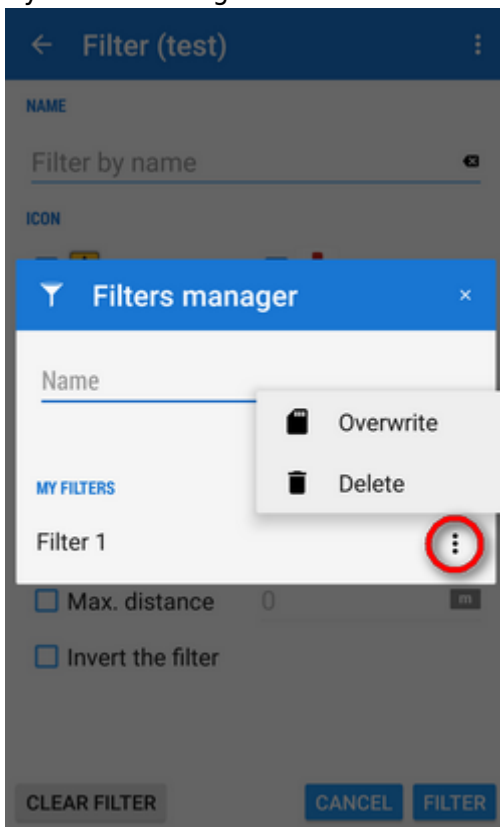 Filter (test)
NAME
Filter by name
ICON
Filters manager
Name
Overwrite
Delete
MY FILTERS
Filter 1
Max. distance 0 m
Invert the filter
CLEAR FILTER CANCEL FILTER